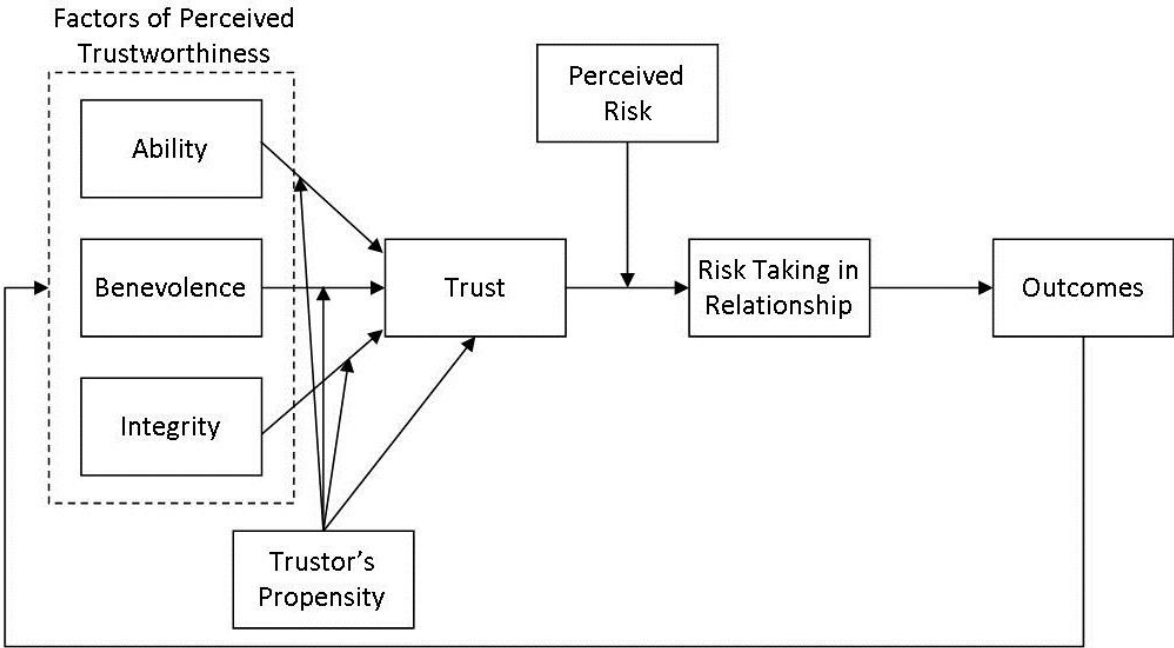 Factors of Perceived
Trustworthiness
Ability
Benevolence
Integrity
Trustor’s
Propensity
Trust
Perceived
Risk
Risk Taking in
Relationship
Outcomes